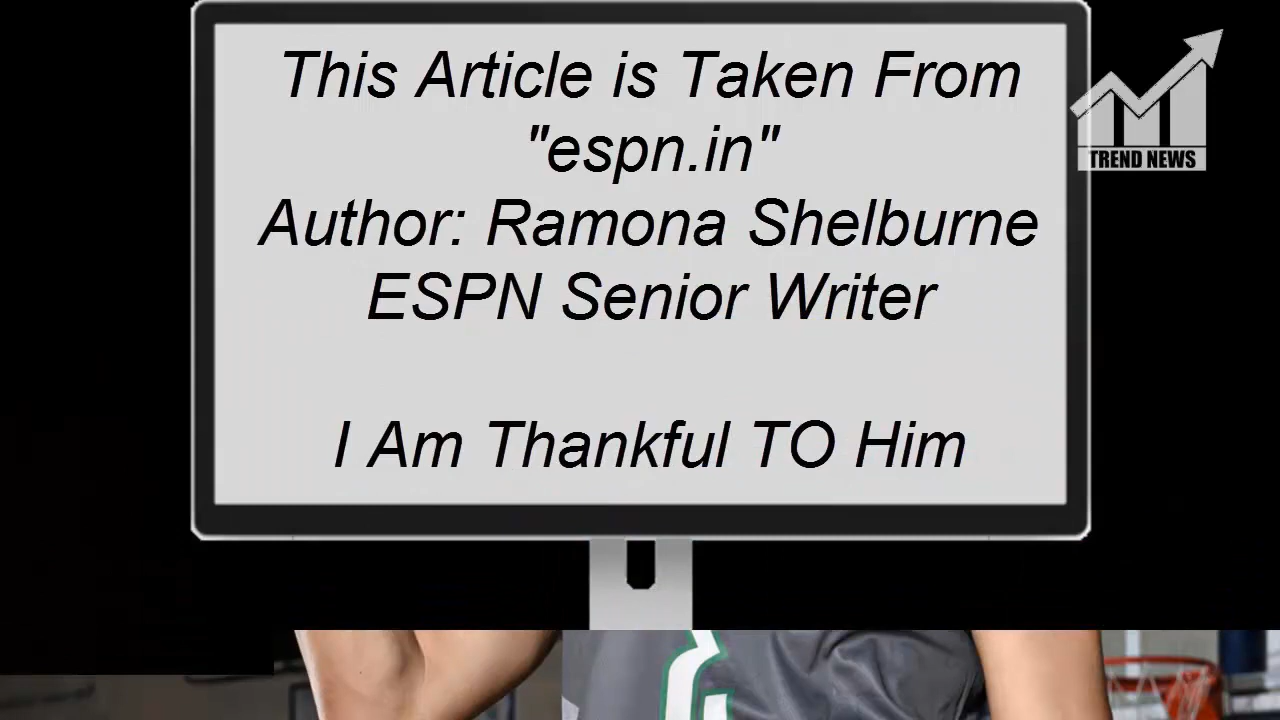 This Article is Taken From
"espn.in"
Author: Ramona Shelburne
ESPN Senior Writer
I Am Thankful TO Him
TREND NEWS